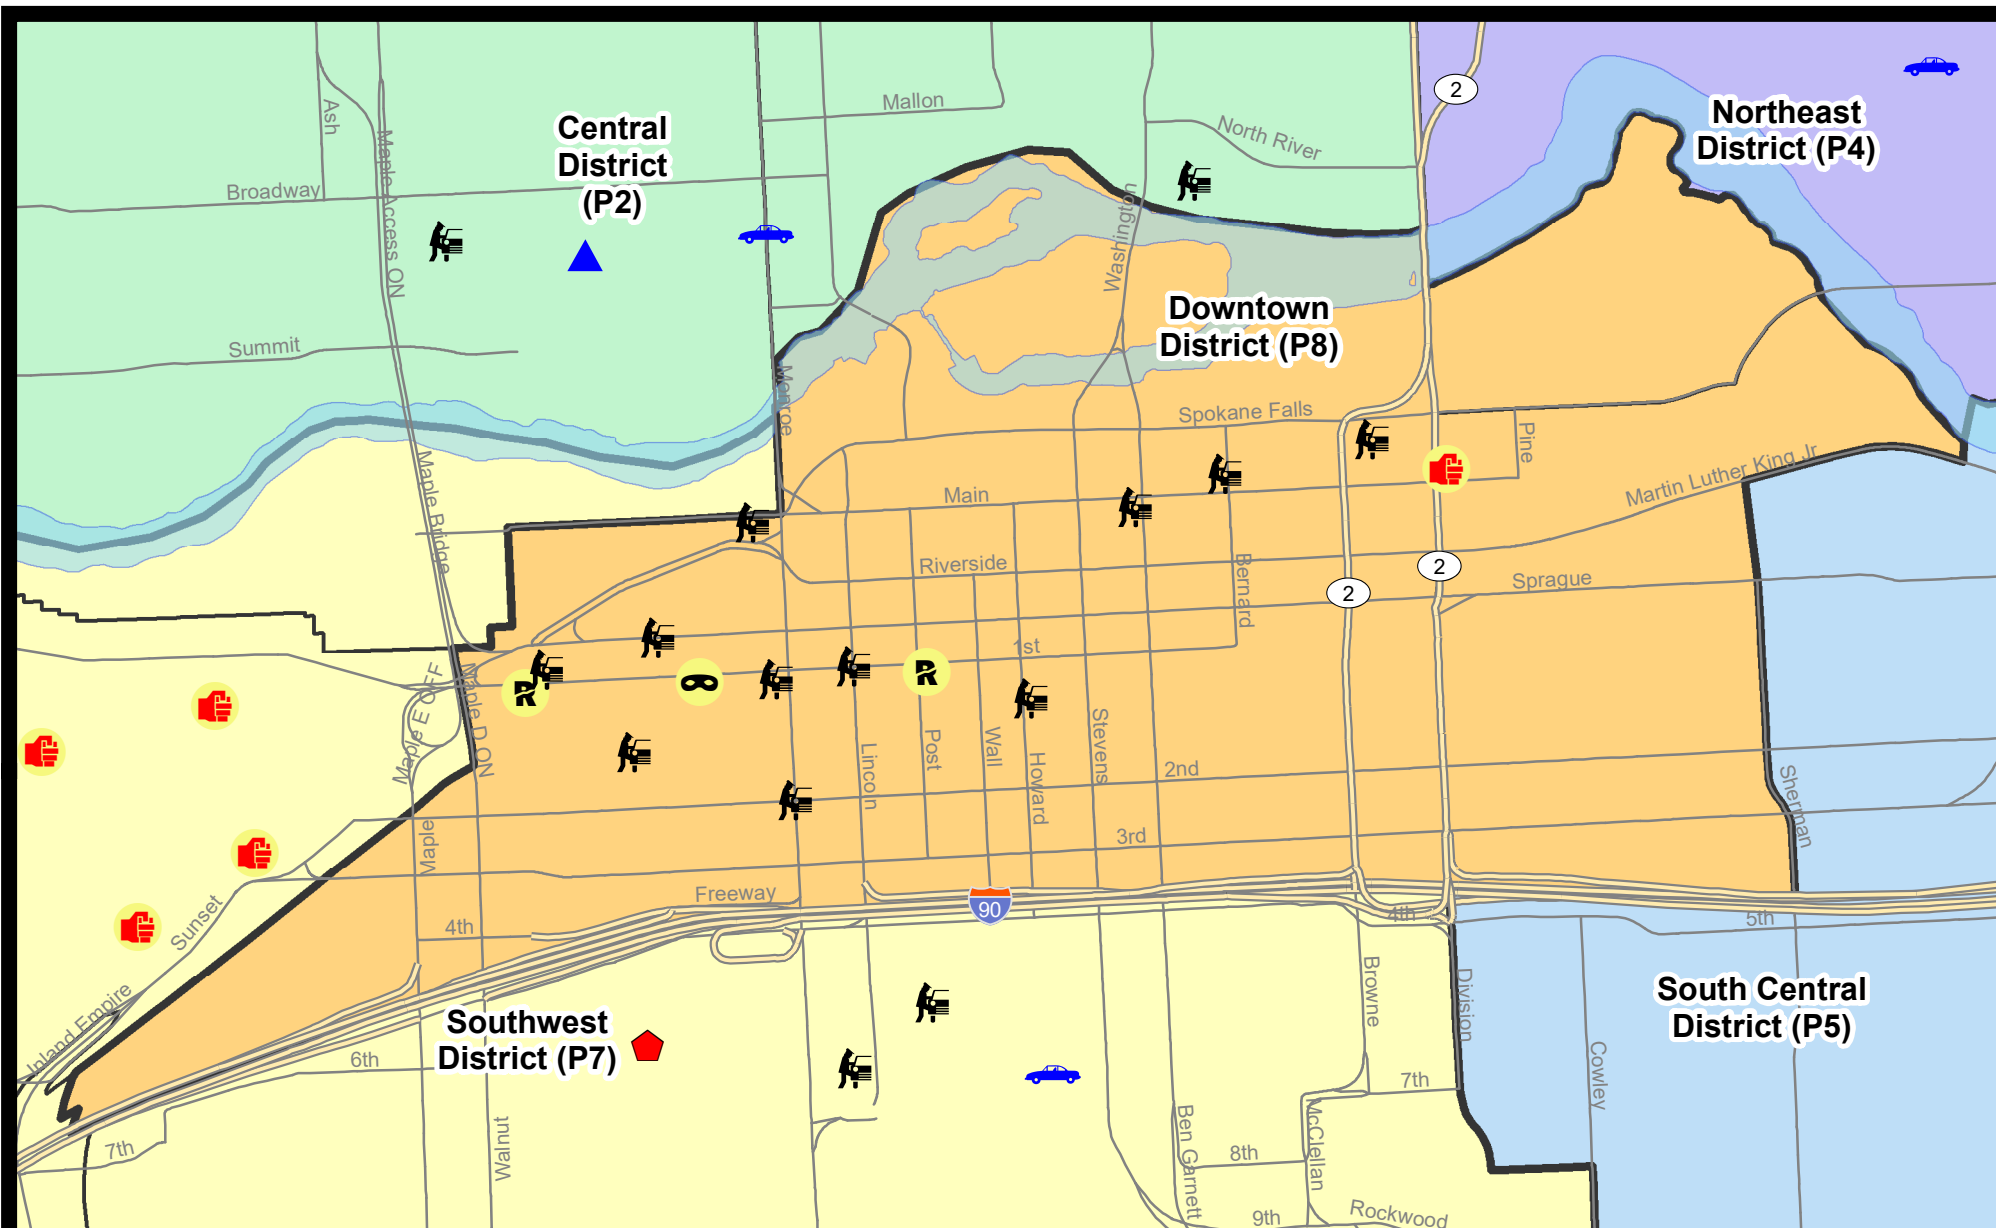 2
Northeast
District (P4)
Mallon
Ash
Central
District
(P2)
North River
Maple Access ON
Broadway
Washington
Downtown
District (P8)
Summit
Monroe
Spokane Falls
Pine
Maple Bridge
Main
Martin Luther King Jr
Riverside
Bernard
2
2
Sprague
1st
R
R
Maple E OFF
Maple D ON
Lincoln
Post
Wall
Howard
Stevens
2nd
Sherman
Maple
3rd
Freeway
90
4th
4th
5th
Sunset
Inland Empire
Browne
Division
South Central
District (P5)
Southwest
District (P7)
6th
Cowley
7th
7th
Walnut
Ben Garnett
McClellan
8th
9th
Rockwood